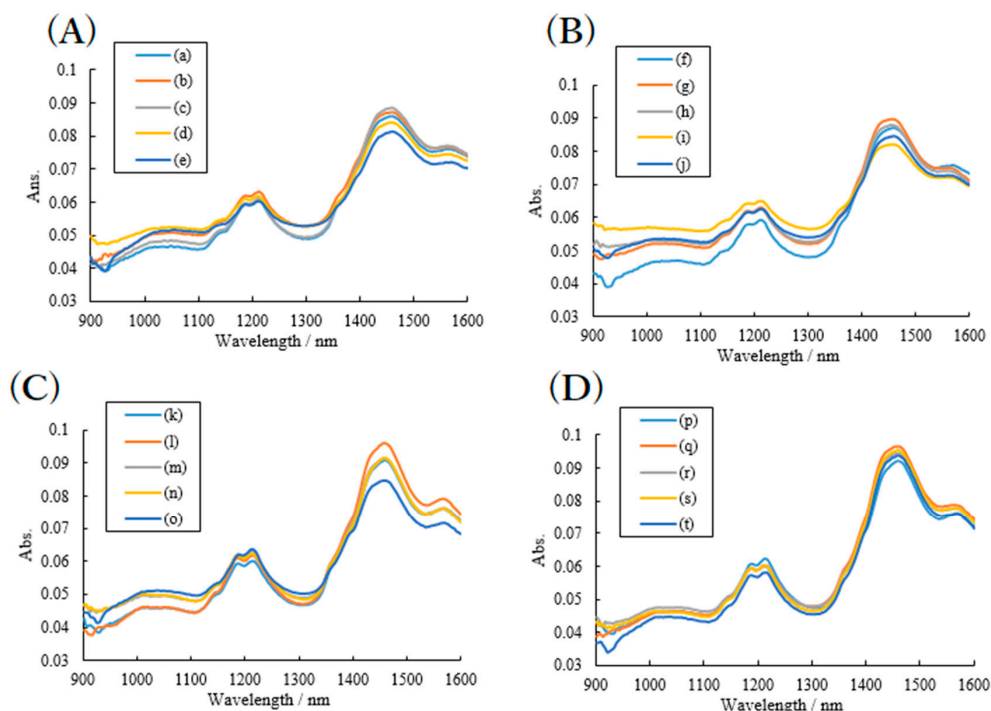 (A)
(a)
(b)
(c)
(d)
(e)
0.1
0.09
0.08
0.07
0.06
0.05
0.04
0.03
Ans.
900 1000 1100 1200 1300 1400 1500 1600
Wavelength / nm
(B)
(f)
(g)
(h)
(i)
(j)
0.1
0.09
0.08
0.07
0.06
0.05
0.04
0.03
Abs.
900 1000 1100 1200 1300 1400 1500 1600
Wavelength / nm
(C)
(k)
(l)
(m)
(n)
(o)
0.1
0.09
0.08
0.07
0.06
0.05
0.04
0.03
Abs.
900 1000 1100 1200 1300 1400 1500 1600
Wavelength / nm
(D)
(p)
(q)
(r)
(s)
(t)
0.1
0.09
0.08
0.07
0.06
0.05
0.04
0.03
Abs.
900 1000 1100 1200 1300 1400 1500 1600
Wavelength / nm